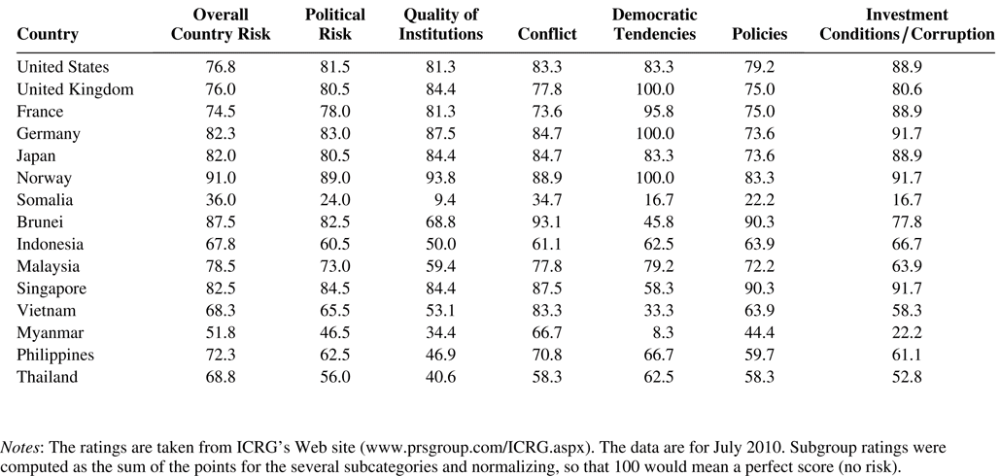 Country Overall Country Risk Political Risk Quality of Institutions Conflict Democratic Tendencies Policies Investment Conditions/Corruption
United States 76.8 81.5 81.3 83.3 83.3 79.2 88.9
United Kingdom 76.0 80.5 84.4 77.8 100.0 75.0 80.6
France 74.5 78.0 81.3 73.6 95.8 75.0 88.9
Germany 82.3 83.0 87.5 84.7 100.0 73.6 91.7
Japan 82.0 80.5 84.4 84.7 83.3 73.6 88.9
Norway 91.0 89.0 93.8 88.9 100.0 83.3 91.7
Somalia 36.0 24.0 9.4 34.7 16.7 22.2 16.7
Brunei 87.5 82.5 68.8 93.1 45.8 90.3 77.8
Indonesia 67.8 60.5 50.0 61.1 62.5 63.9 66.7
Malaysia 78.5 73.0 59.4 77.8 79.2 72.2 63.9
Singapore 82.5 84.5 84.4 87.5 58.3 90.3 91.7
Vietnam 68.3 65.5 53.1 83.3 33.3 63.9 58.3
Myanmar 51.8 46.5 34.4 66.7 8.3 44.4 22.2
Philippines 72.3 62.5 46.9 70.8 66.7 59.7 61.1
Thailand 68.8 56.0 40.6 58.3 62.5 58.3 52.8
Notes: The ratings are taken from ICRG's Web site (www.prsgroup.com/ICRG.aspx). The data are for July 2010. Subgroup ratings were
computed as the sum of the points for the several subcategories and normalizing, so that 100 would mean a perfect score (no risk).